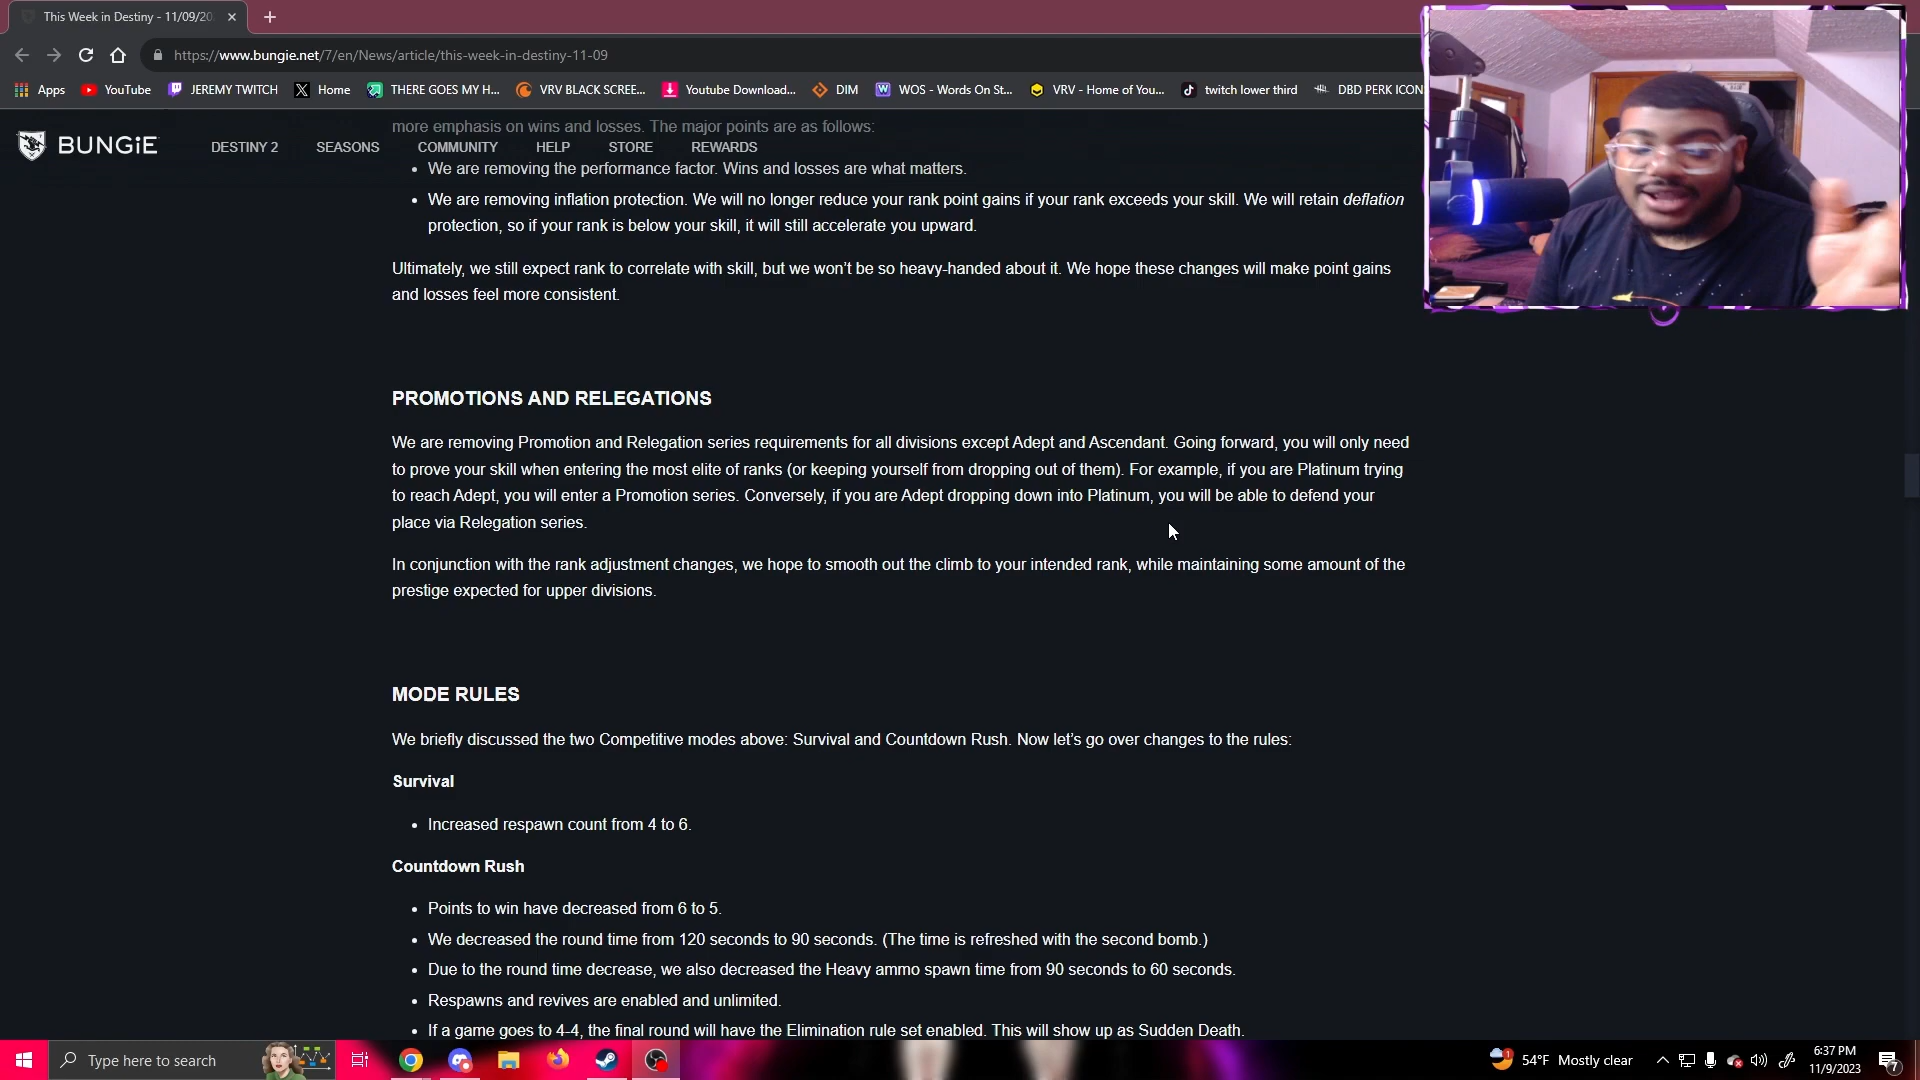 This Week in Destiny - 11/09/20
https://www.bungie.net/7/en/News/article/this-week-in-destiny-11-09
Apps YouTube JEREMY TWITCH Home THERE GOES MY H... VRV BLACK SCREE... Youtube Download... DIM WOS - Words On St... VRV - Home of You... twitch lower third DBD PERK ICON
more emphasis on wins and losses. The major points are as follows:
BUNGiE DESTINY 2 SEASONS COMMUNITY HELP STORE REWARDS
• We are removing the performance factor. Wins and losses are what matters.
• We are removing inflation protection. We will no longer reduce your rank point gains if your rank exceeds your skill. We will retain deflation
protection, so if your rank is below your skill, it will still accelerate you upward.
Ultimately, we still expect rank to correlate with skill, but we won’t be so heavy-handed about it. We hope these changes will make point gains
and losses feel more consistent.
PROMOTIONS AND RELEGATIONS
We are removing Promotion and Relegation series requirements for all divisions except Adept and Ascendant. Going forward, you will only need
to prove your skill when entering the most elite of ranks (or keeping yourself from dropping out of them). For example, if you are Platinum trying
to reach Adept, you will enter a Promotion series. Conversely, if you are Adept dropping down into Platinum, you will be able to defend your
place via Relegation series.
In conjunction with the rank adjustment changes, we hope to smooth out the climb to your intended rank, while maintaining some amount of the
prestige expected for upper divisions.
MODE RULES
We briefly discussed the two Competitive modes above: Survival and Countdown Rush. Now let’s go over changes to the rules:
Survival
• Increased respawn count from 4 to 6.
Countdown Rush
• Points to win have decreased from 6 to 5.
• We decreased the round time from 120 seconds to 90 seconds. (The time is refreshed with the second bomb.)
• Due to the round time decrease, we also decreased the Heavy ammo spawn time from 90 seconds to 60 seconds.
• Respawns and revives are enabled and unlimited.
• If a game goes to 4-4, the final round will have the Elimination rule set enabled. This will show up as Sudden Death.
Type here to search
1 54°F Mostly clear
6:37 PM
11/9/2023
7